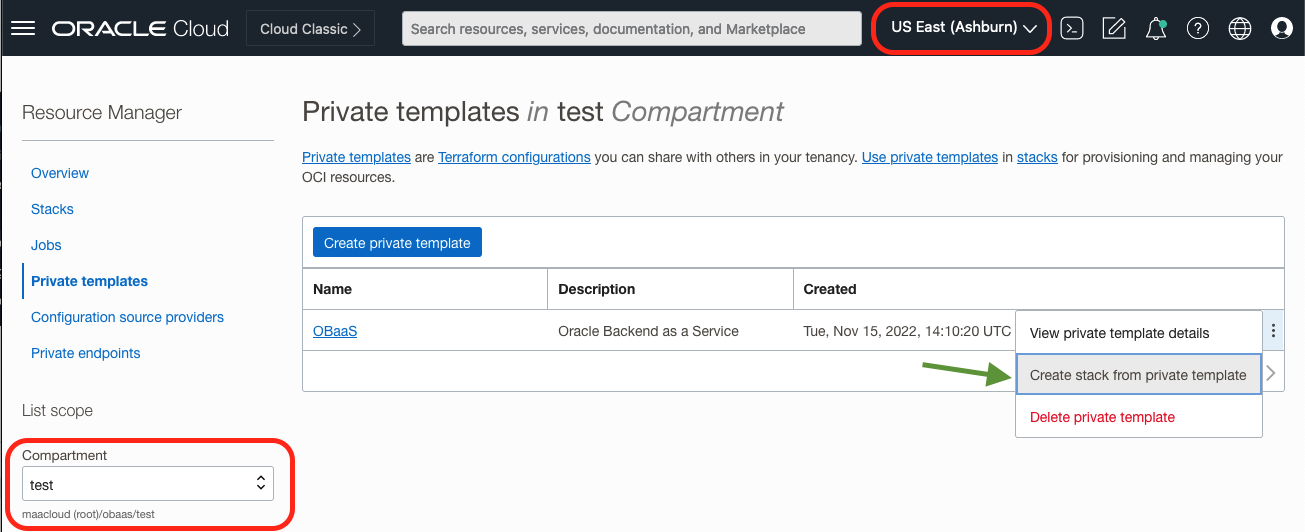 ORACLE Cloud
Cloud Classic
Search resources, services, documentation, and Marketplace
US East (Ashburn)
Resource Manager
Overview
Stacks
Jobs
Private templates
Configuration source providers
Private endpoints
List scope
Compartment
test
maacloud (root)/obaas/test
Private templates in test Compartment
Private templates are Terraform configurations you can share with others in your tenancy. Use private templates in stacks for provisioning and managing your
OCI resources.
Create private template
Name Description Created
OBaaS Oracle Backend as a Service Tue, Nov 15, 2022, 14:10:20 UTC
View private template details
Create stack from private template
Delete private template